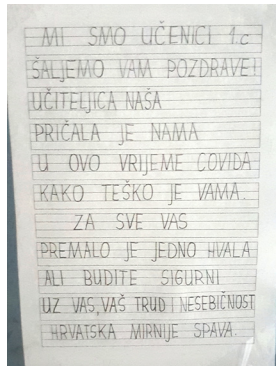 MI SMO UČENICI 1.c
ŠALJEMO VAM POZDRAVE!
UČITELJICA NAŠA
PRIČALA JE NAMA
U OVO VRIJEME COVIDA
KAKO TEŠKO JE VAMA.
ZA SVE VAS
PREMALO JE JEDNO HVALA
ALI BUDITE SIGURNI
UZ VAS, VAŠ TRUD I NESEBIČNOST
HRVATSKA MIRNIJE SPAVA.